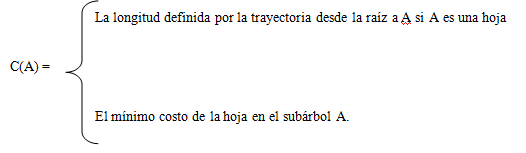 La longitud definida por la trayectoria desde la raíz a A si A es una hoja
C(A) =
El mínimo costo de la hoja en el subárbol A.